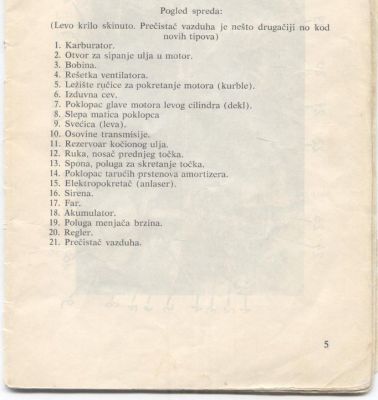 Pogled spreda:
(Levo krilo skinuto. Prečistač vazduha je nešto drugačiji no kod
novih tipova)
1. Karburator.
2. Otvor za sipanje ulja u motor.
3. Bobina.
4. Rešetka ventilatora.
5. Ležište ručice za pokretanje motora (kurble).
6. Izduvna cev.
7. Poklopac glave motora levog cilindra (dekl).
8. Slepa matica poklopca
9. Svećica (leva).
10. Osovine transmisije.
11. Rezervoar kočionog ulja.
12. Ruka, nosač prednjeg točka.
13. Spona, poluga za skretanje točka.
14. Poklopac tarućih prstenova amortizera.
15. Elektropokretač (anlaser).
16. Sirena.
17. Far.
18. Akumulator.
19. Poluga menjača brzina.
20. Regler.
21. Prečistač vazduha.
5